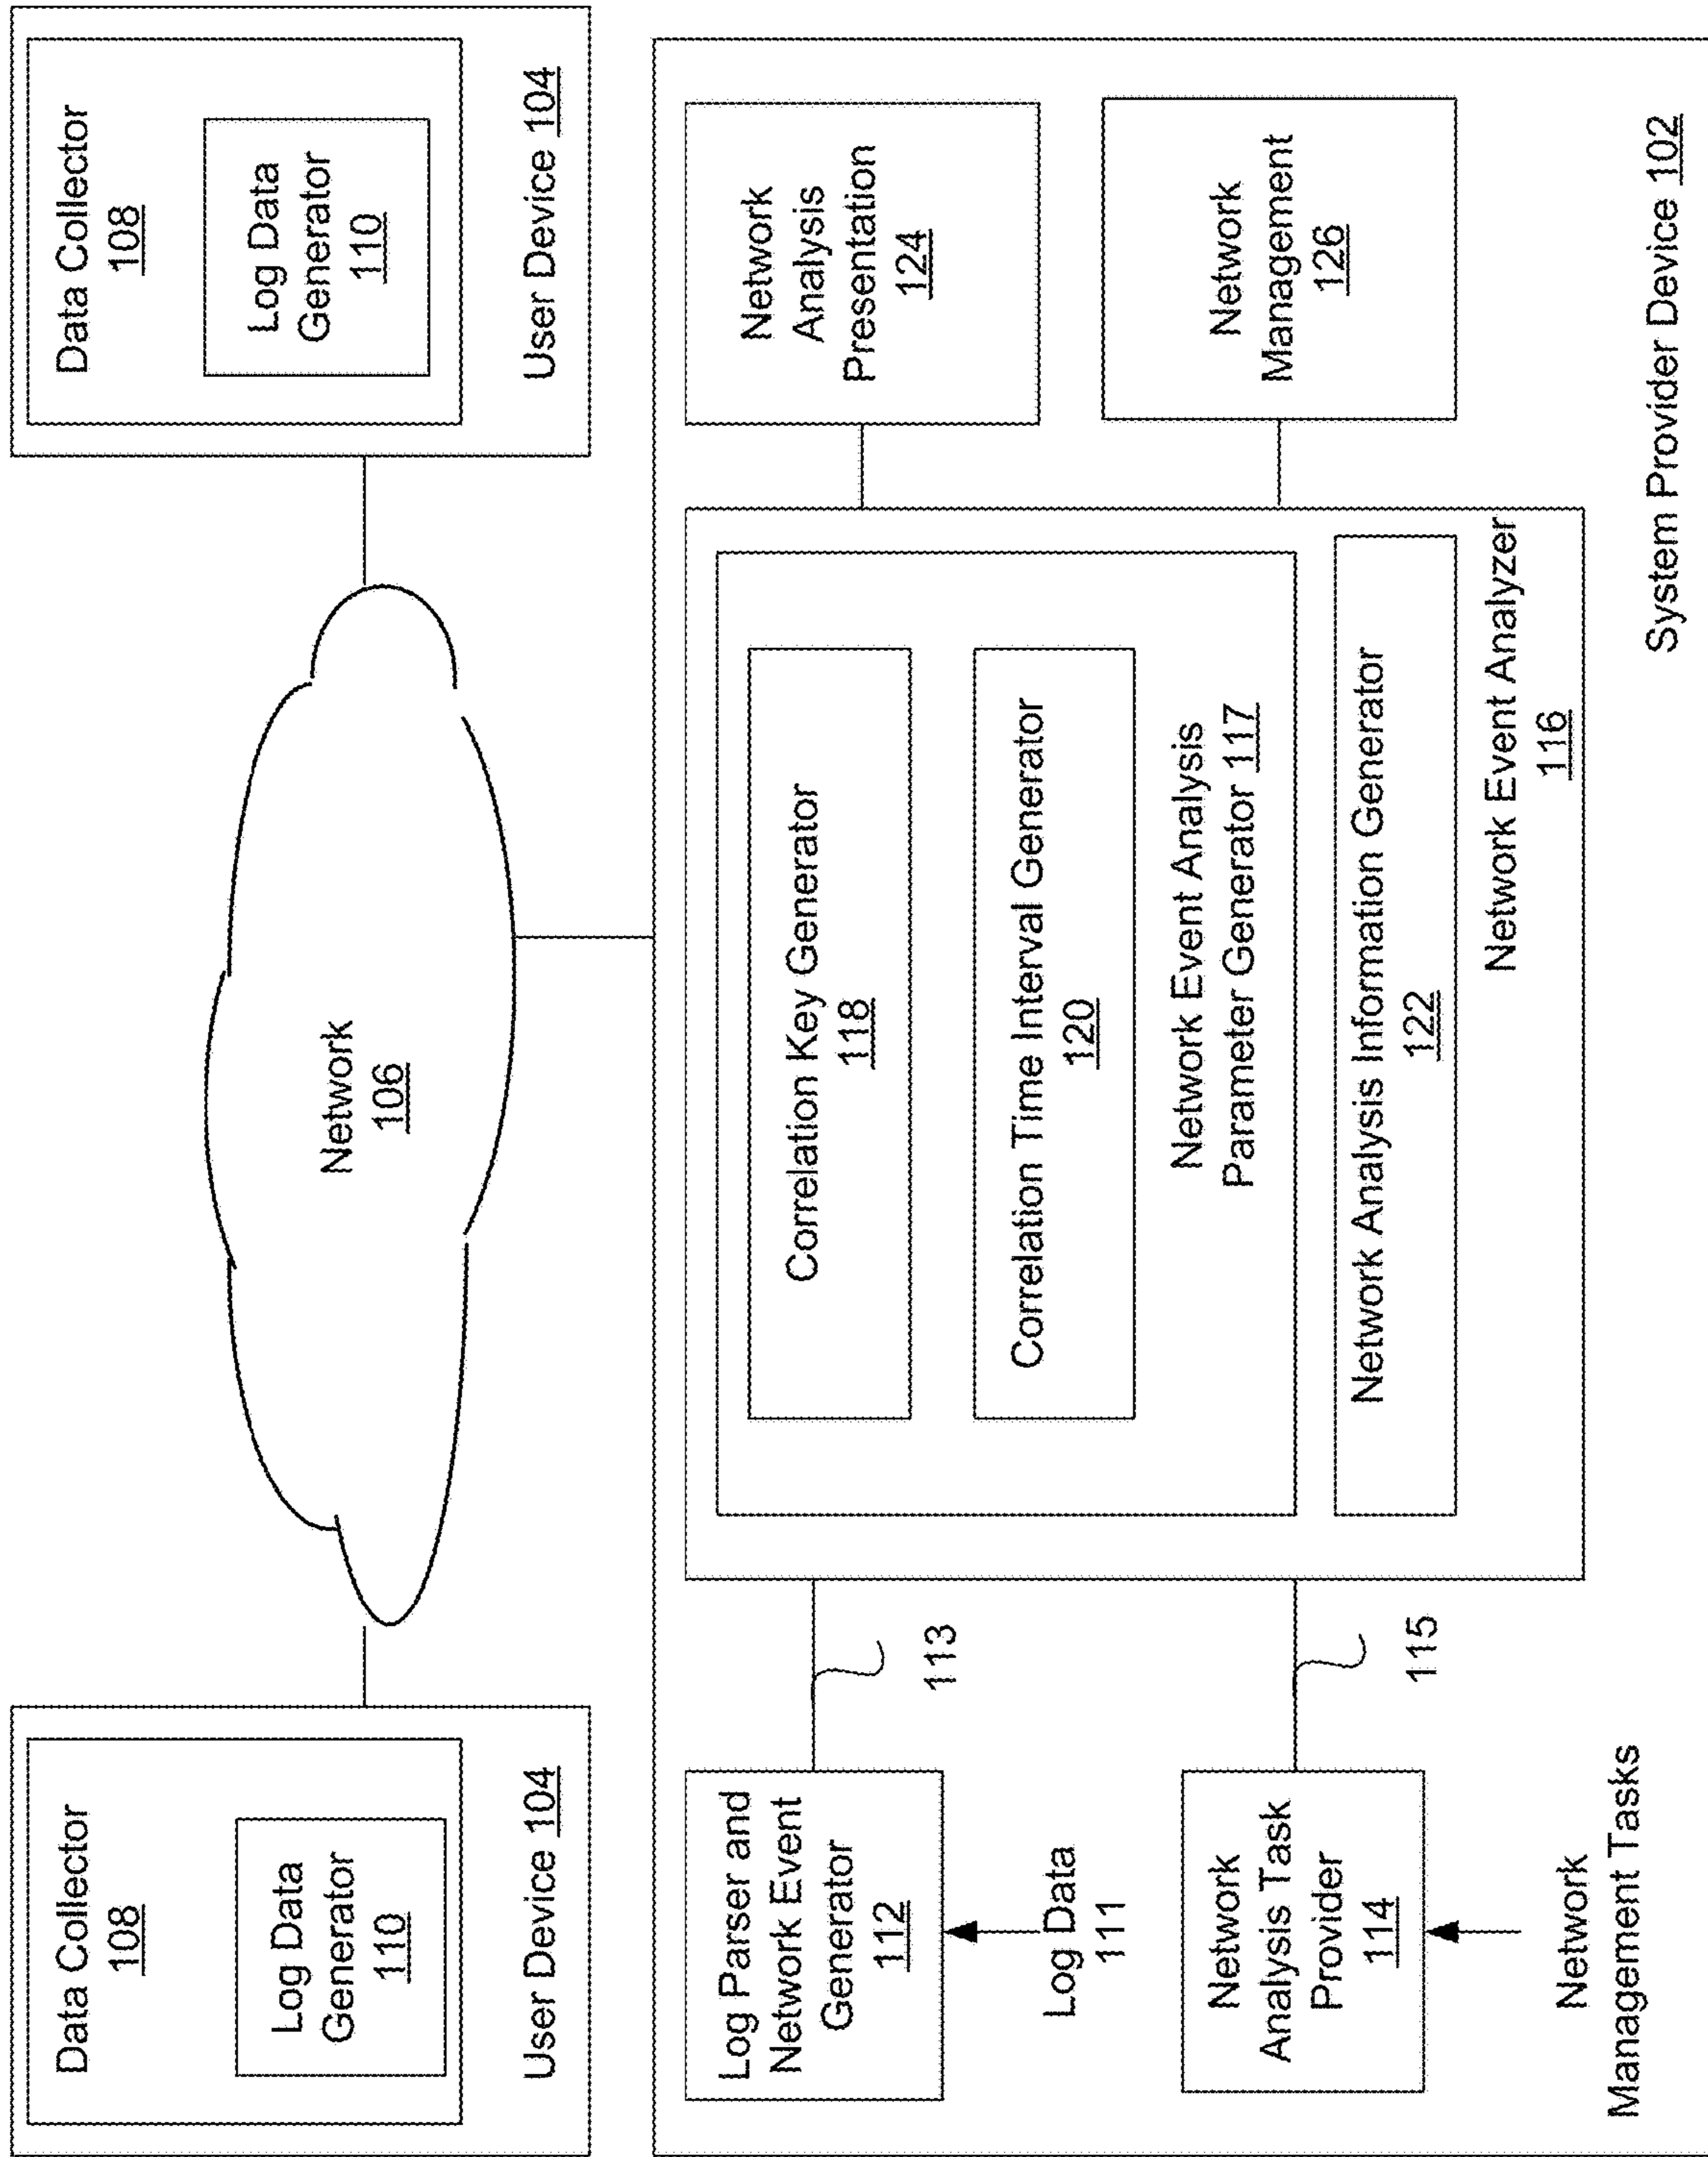 Data Collector
108
Log Data
Generator
110
User Device 104
Network
106
Data Collector
108
Log Data
Generator
110
User Device 104
Log Parser and
Network Event
Generator
112
Log Data
111
113
Network
Analysis Task
Provider
114
115
Network
Management Tasks
Correlation Key Generator
118
Correlation Time Interval Generator
120
Network Event Analysis
Parameter Generator 117
Network Analysis Information Generator
122
Network Event Analyzer
116
Network
Analysis
Presentation
124
Network
Management
126
System Provider Device 102